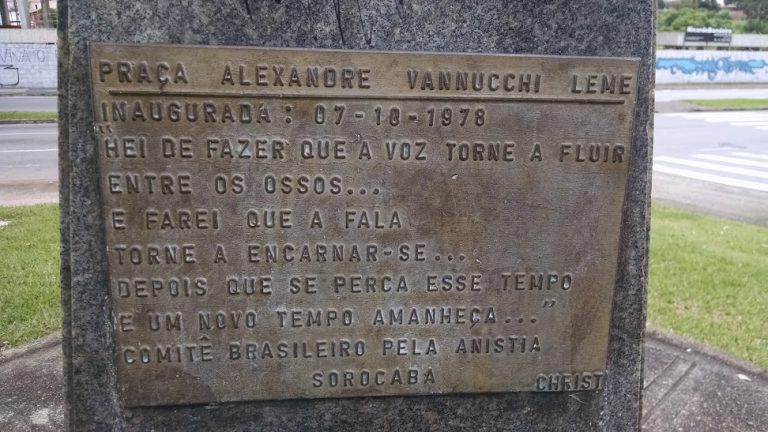 PRAÇA ALEXANDRE VANNUCCHI LEME
INAUGURADA: 07-10-1978
"HEI DE FAZER QUE A VOZ TORNE A FLUIR
ENTRE OS OSSOS...
E FAREI QUE A FALA
TORNE A ENCARNAR-SE...
DEPOIS QUE SE PERCA ESSE TEMPO
E UM NOVO TEMPO AMANHEÇA..."
COMITÊ BRASILEIRO PELA ANISTIA
SOROCABA CHRIST